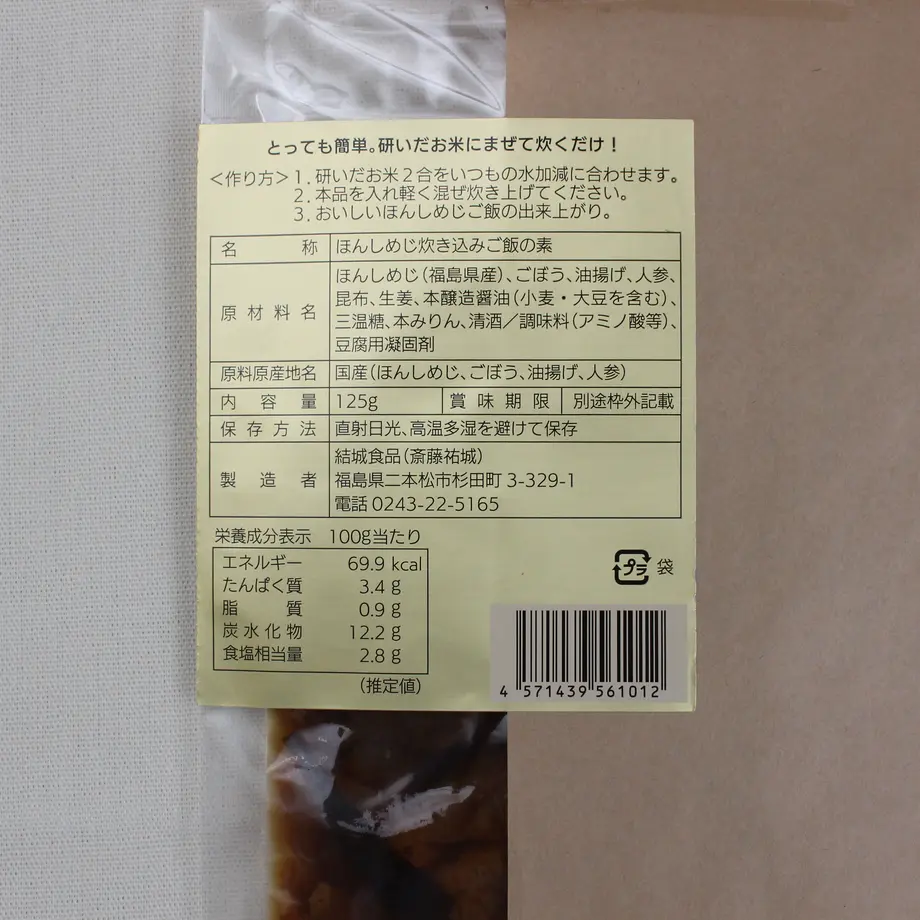 とっても簡単。研いだお米にまぜて炊くだけ！
＜作り方＞1．研いだお米２合をいつもの水加減に合わせます。
2．本品を入れ軽く混ぜ炊き上げてください。
3．おいしいほんしめじご飯の出来上がり。
名称 ほんしめじ炊き込みご飯の素
原材料名 ほんしめじ（福島県産）、ごぼう、油揚げ、人参、
昆布、生姜、本醸造醤油（小麦・大豆を含む）、
三温糖、本みりん、清酒／調味料（アミノ酸等）、
豆腐用凝固剤
原料原産地名 国産（ほんしめじ、ごぼう、油揚げ、人参）
内容量 125g 賞味期限 別途枠外記載
保存方法 直射日光、高温多湿を避けて保存
製造者 結城食品（斎藤祐城）
福島県二本松市杉田町 3-329-1
電話 0243-22-5165
栄養成分表示 100g当たり
エネルギー 69.9 kcal
たんぱく質 3.4 g
脂質 0.9 g
炭水化物 12.2 g
食塩相当量 2.8 g
（推定値）
プラ 袋
4 571439 561012